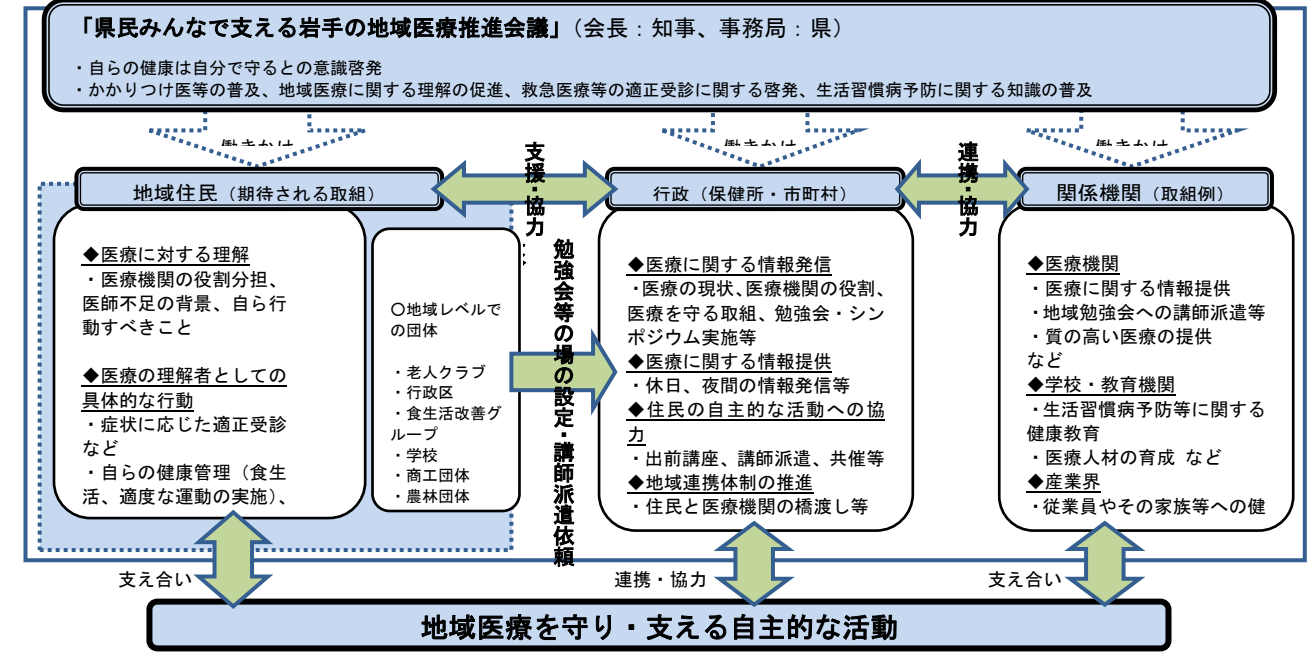 「県民みんなで支える岩手の地域医療推進会議」（会長：知事、事務局：県）
・自らの健康は自分で守るとの意識啓発
・かかりつけ医等の普及、地域医療に関する理解の促進、救急医療等の適正受診に関する啓発、生活習慣病予防に関する知識の普及
働きかけ
働きかけ
働きかけ
支援・協力
連携・協力
地域住民（期待される取組）
行政（保健所・市町村）
関係機関（取組例）
◆医療に対する理解
・医療機関の役割分担、
医師不足の背景、自ら行
動すべきこと
◆医療の理解者としての
具体的な行動
・症状に応じた適正受診
など
・自らの健康管理（食生
活、適度な運動の実施）、
〇地域レベルで
の団体
・老人クラブ
・行政区
・食生活改善グ
ループ
・学校
・商工団体
・農林団体
勉強会等の場の設定・講師派遣依頼
◆医療に関する情報発信
・医療の現状、医療機関の役割、
医療を守る取組、勉強会・シン
ポジウム実施等
◆医療に関する情報提供
・休日、夜間の情報発信等
◆住民の自主的な活動への協
力
・出前講座、講師派遣、共催等
◆地域連携体制の推進
・住民と医療機関の橋渡し等
◆医療機関
・医療に関する情報提供
・地域勉強会への講師派遣等
・質の高い医療の提供
など
◆学校・教育機関
・生活習慣病予防等に関する
健康教育
・医療人材の育成 など
◆産業界
・従業員やその家族等への健
支え合い
連携・協力
支え合い
地域医療を守り・支える自主的な活動